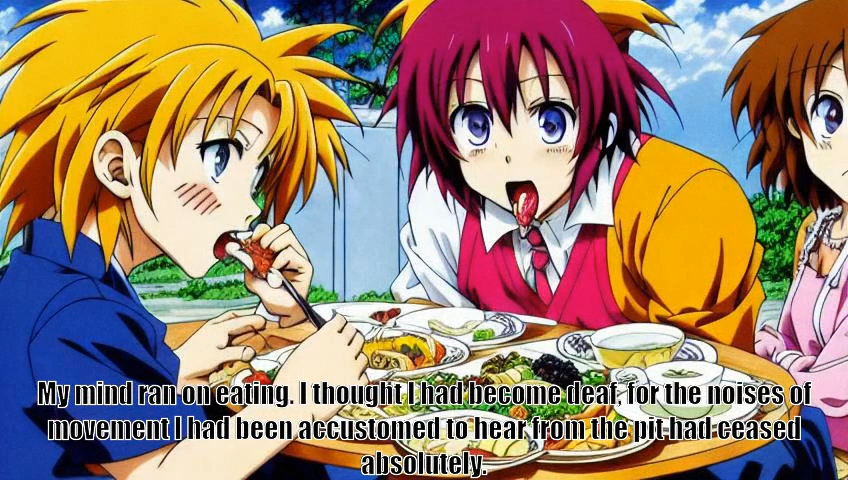 My mind ran on eating. I thought I had become deaf, for the noises of
movement I had been accustomed to hear from the pit had ceased
absolutely.